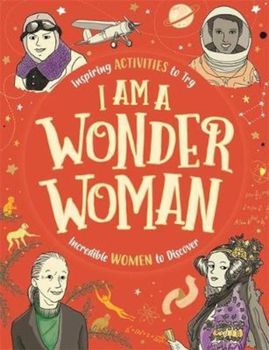 Inspiring ACTIVITIES to Try
I AM A
WONDER
WOMAN
Incredible WOMEN to Discover